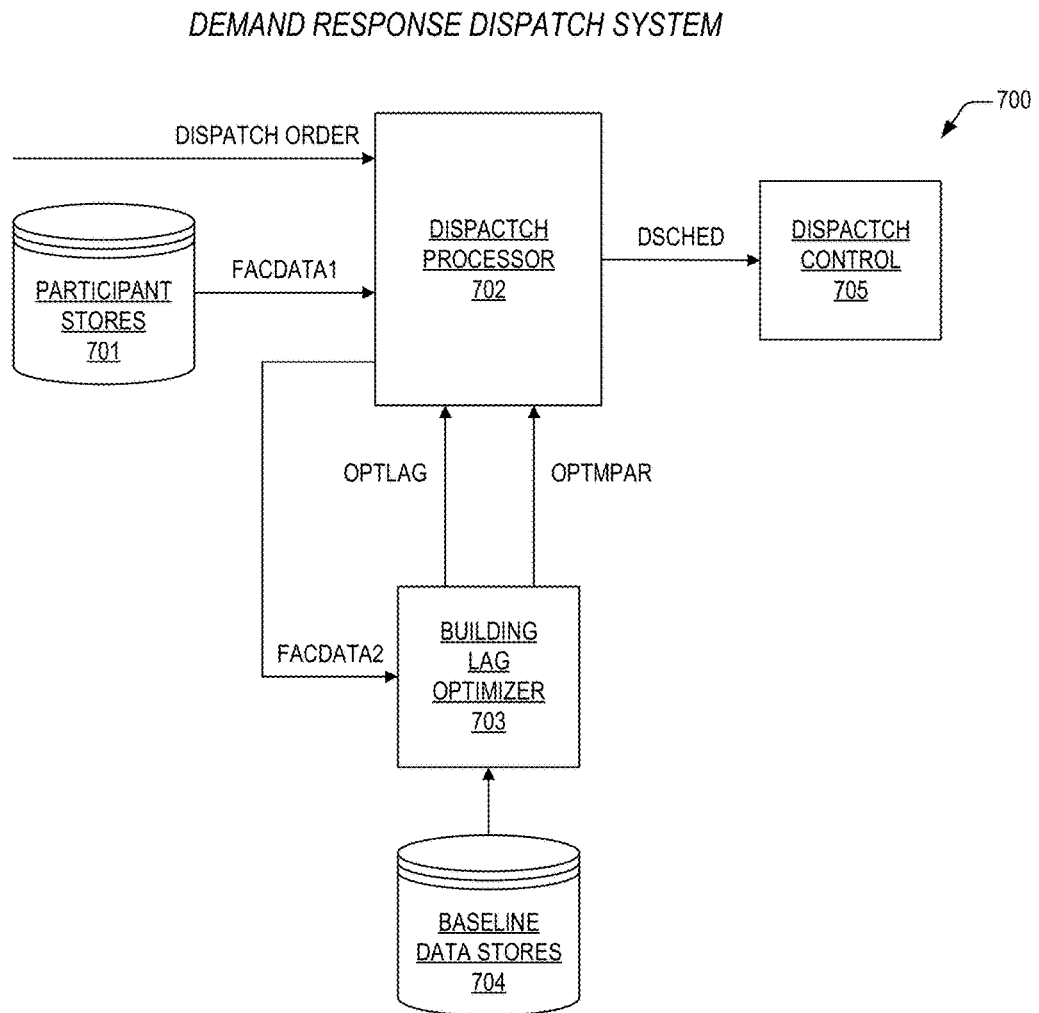 DEMAND RESPONSE DISPATCH SYSTEM
700
DISPATCH ORDER
DISPACTCH
PROCESSOR
702
DSCHED
DISPACTCH
CONTROL
705
PARTICIPANT
STORES
701
FACDATA1
OPTLAG
OPTMPAR
FACDATA2
BUILDING
LAG
OPTIMIZER
703
BASELINE
DATA STORES
704